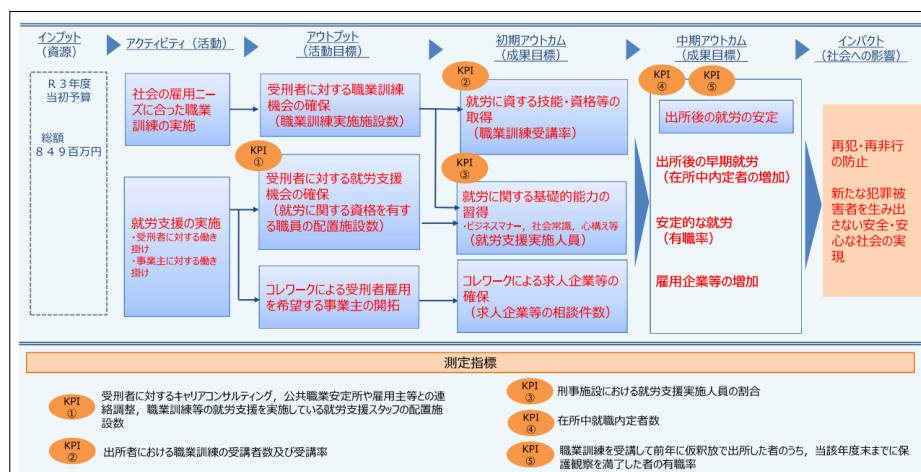 インプット
（資源）
アクティビティ（活動）
アウトプット
（活動目標）
初期アウトカム
（成果目標）
中期アウトカム
（成果目標）
インパクト
（社会への影響）
Ｒ３年度
当初予算
総額
８４９百万円
社会の雇用ニー
ズに合った職業
訓練の実施
就労支援の実施
・受刑者に対する働き
掛け
・事業主に対する働き
掛け
受刑者に対する職業訓練
機会の確保
（職業訓練実施施設数）
KPI
①
受刑者に対する就労支援
機会の確保
（就労に関する資格を有する
職員の配置施設数）
コレワークによる受刑者雇用
を希望する事業主の開拓
KPI
②
就労に資する技能・資格等の
取得
（職業訓練受講率）
KPI
③
就労に関する基礎的能力の
習得
・ビジネスマナー，社会常識，心構え等
（就労支援実施人員）
コレワークによる求人企業等の
確保
（求人企業等の相談件数）
KPI
④
KPI
⑤
出所後の就労の安定
出所後の早期就労
（在所中内定者の増加）
安定的な就労
（有職率）
雇用企業等の増加
再犯・再非行
の防止
新たな犯罪被
害者を生み出
さない安全・安
心な社会の実
現
測定指標
KPI
①
受刑者に対するキャリアコンサルティング，公共職業安定所や雇用主等との連
絡調整，職業訓練等の就労支援を実施している就労支援スタッフの配置施
設数
KPI
②
出所者における職業訓練の受講者数及び受講率
KPI
③
刑事施設における就労支援実施人員の割合
KPI
④
在所中就職内定者数
KPI
⑤
職業訓練を受講して前年に仮釈放で出所した者のうち，当該年度末までに保
護観察を満了した者の有職率